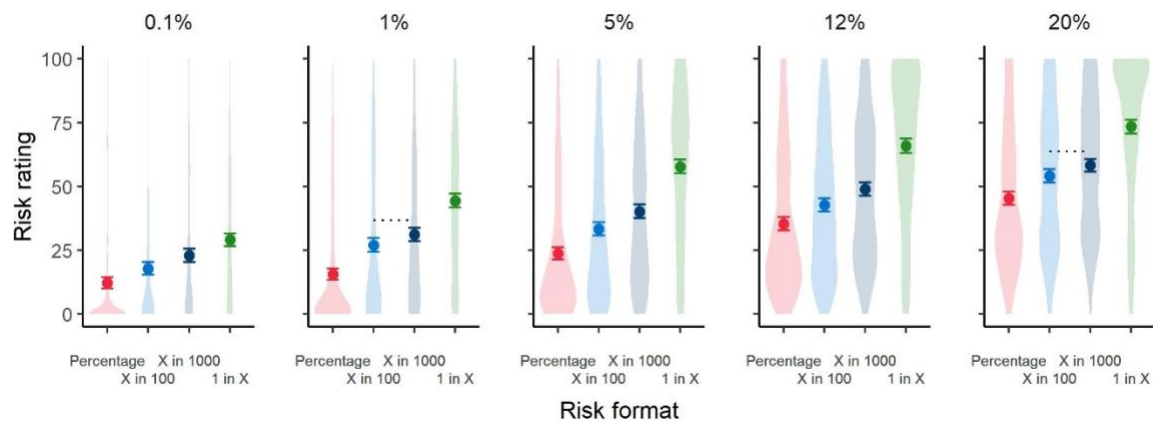 0.1% 1% 5% 12% 20%
Risk rating
100
75
50
25
0
Percentage X in 1000 Percentage X in 1000 Percentage X in 1000 Percentage X in 1000 Percentage X in 1000
X in 100 1 in X X in 100 1 in X X in 100 1 in X X in 100 1 in X X in 100 1 in X
Risk format